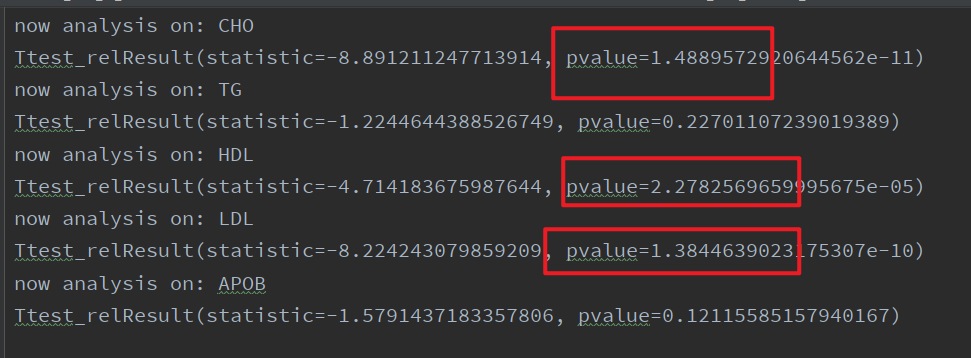 now analysis on: CHO
Ttest_relResult(statistic=-8.891211247713914, pvalue=1.4889572920644562e-11)
now analysis on: TG
Ttest_relResult(statistic=-1.2244644388526749, pvalue=0.22701107239019389)
now analysis on: HDL
Ttest_relResult(statistic=-4.714183675987644, pvalue=2.2782569659995675e-05)
now analysis on: LDL
Ttest_relResult(statistic=-8.224243079859209, pvalue=1.3844639023175307e-10)
now analysis on: APOB
Ttest_relResult(statistic=-1.5791437183357806, pvalue=0.12115585157940167)